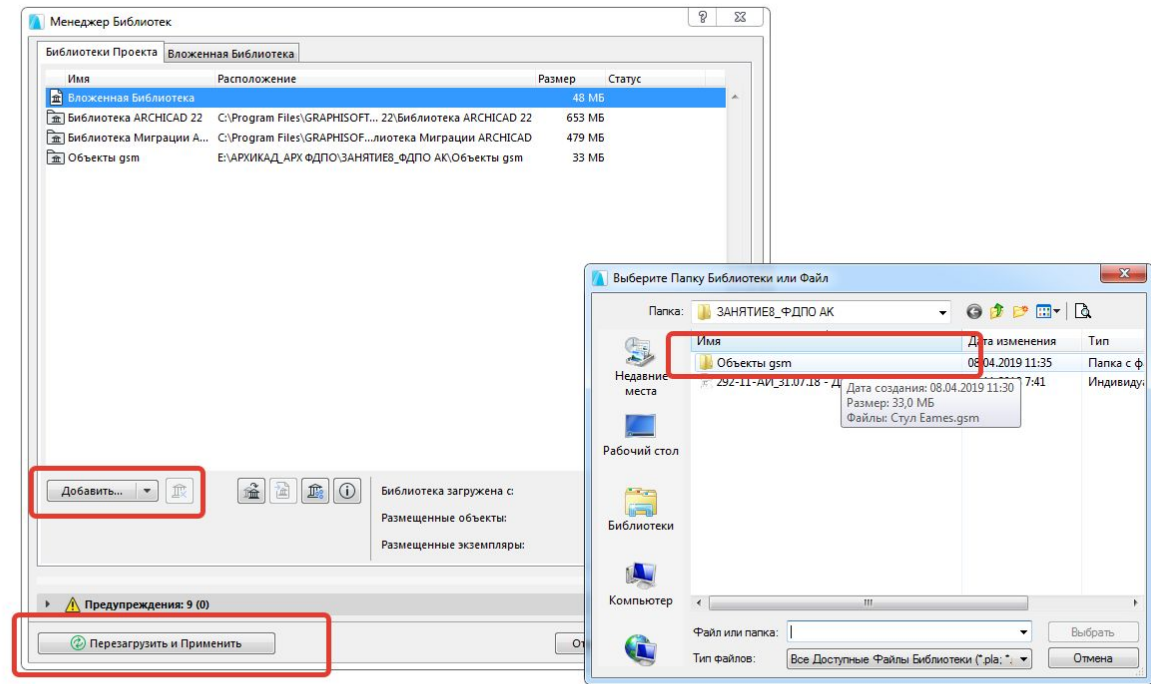 Менеджер Библиотек
Библиотеки Проекта Вложенная Библиотека
Имя Расположение Размер Статус
Вложенная Библиотека 48 МБ
Библиотека ARCHICAD 22 C:\Program Files\GRAPHISOFT... 22\Библиотека ARCHICAD 22 653 МБ
Библиотека Миграции A... C:\Program Files\GRAPHISOF...лиотека Миграции ARCHICAD 479 МБ
Объекты gsm E:\АРХИКАД_АРХ ФДПО\ЗАНЯТИЕ8_ФДПО АК\Объекты gsm 33 МБ
Добавить...
Библиотека загружена с:
Размещенные объекты:
Размещенные экземпляры:
Предупреждения: 9 (0)
Перезагрузить и Применить
Выберите Папку Библиотеки или Файл
Папка: ЗАНЯТИЕ8_ФДПО АК
Имя Дата изменения Тип
Объекты gsm 08.04.2019 11:35 Папка с ф
292-11-АИ_31.07.18 - Д 7:41 Индивиду
Дата создания: 08.04.2019 11:30
Размер: 33,0 МБ
Файлы: Стул Eames.gsm
Недавние
места
Рабочий стол
Библиотеки
Компьютер
Файл или папка: Выбрать
Тип файлов: Все Доступные Файлы Библиотеки (*.pla; *; Отмена